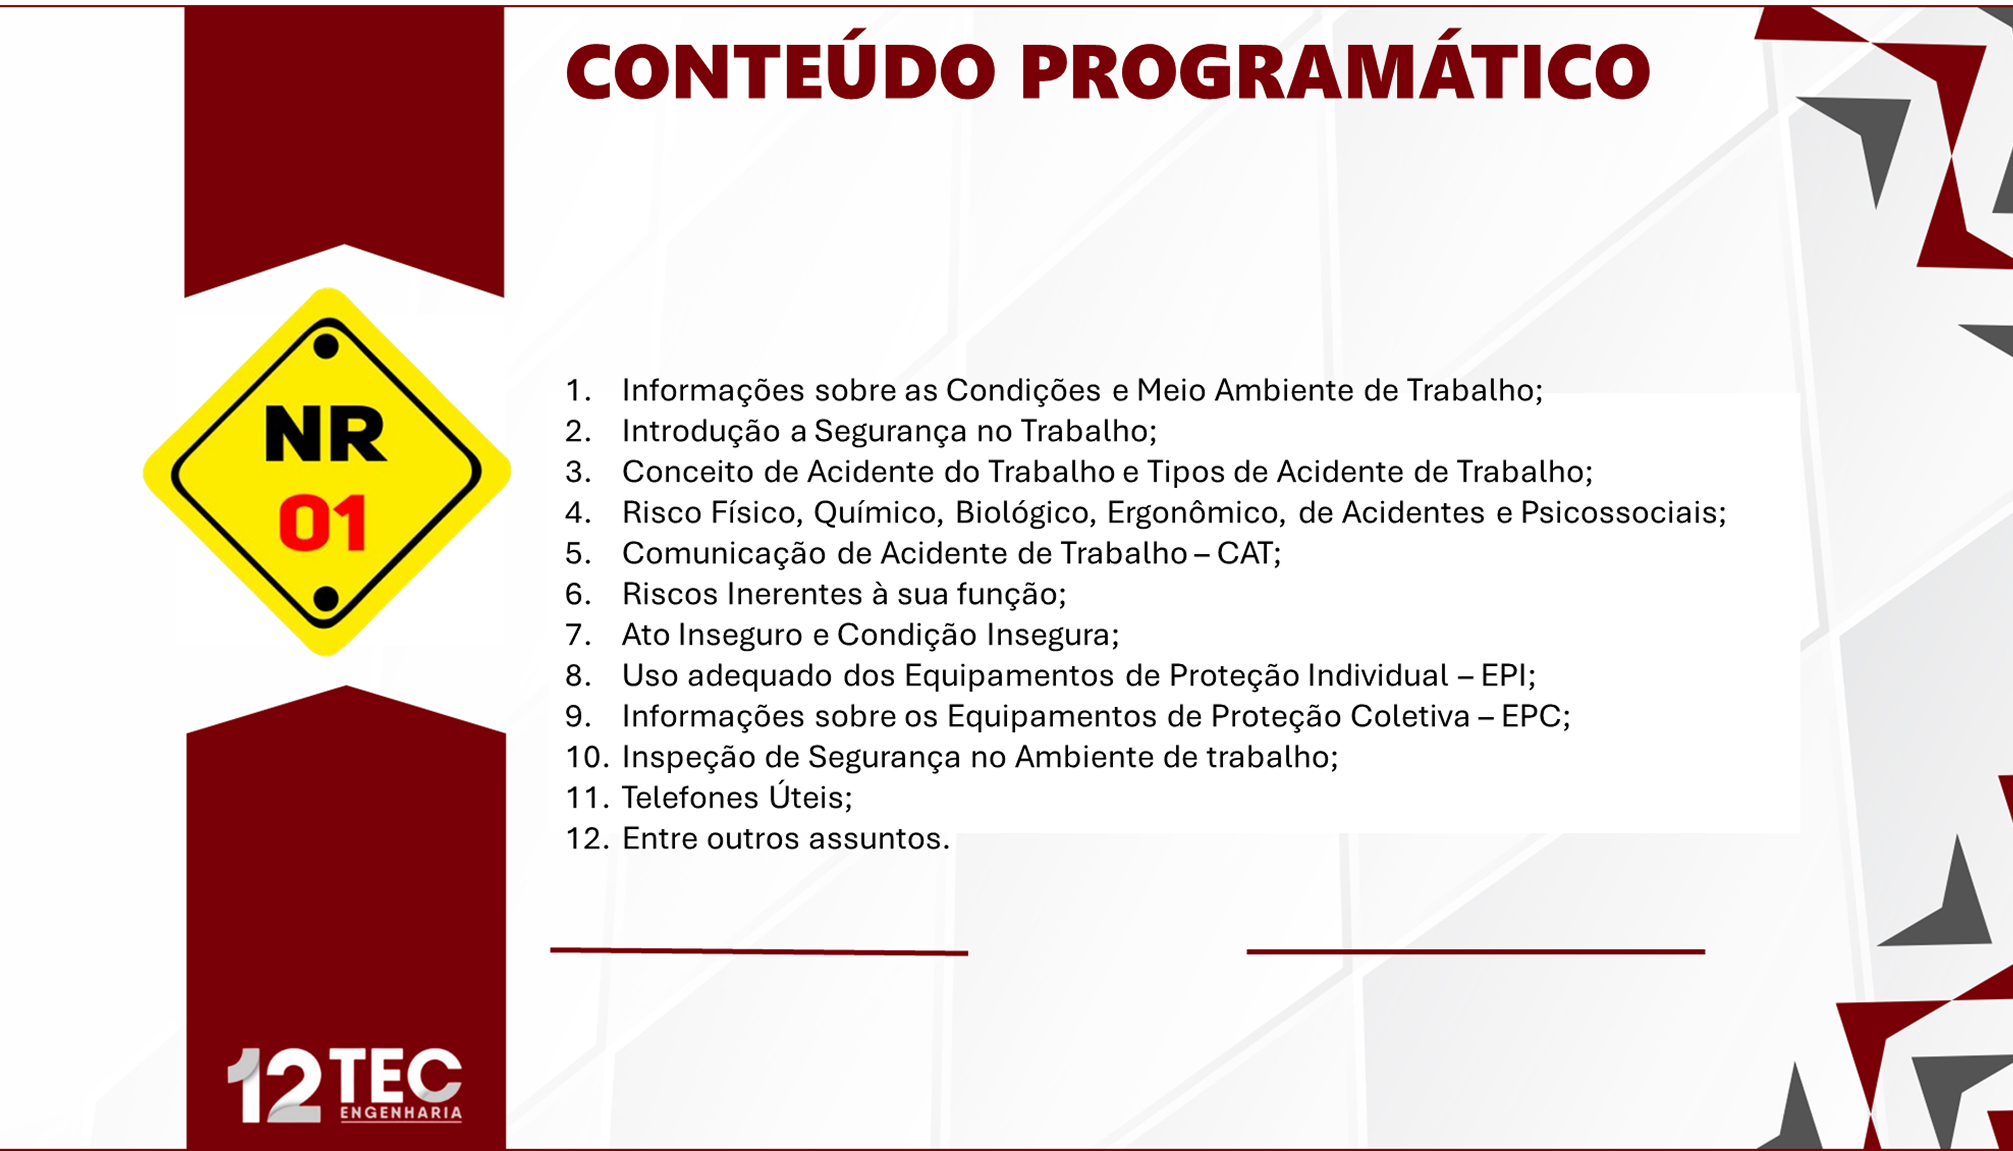 CONTEÚDO PROGRAMÁTICO
NR
01
1. Informações sobre as Condições e Meio Ambiente de Trabalho;
2. Introdução a Segurança no Trabalho;
3. Conceito de Acidente do Trabalho e Tipos de Acidente de Trabalho;
4. Risco Físico, Químico, Biológico, Ergonômico, de Acidentes e Psicossociais;
5. Comunicação de Acidente de Trabalho – CAT;
6. Riscos Inerentes à sua função;
7. Ato Inseguro e Condição Insegura;
8. Uso adequado dos Equipamentos de Proteção Individual – EPI;
9. Informações sobre os Equipamentos de Proteção Coletiva – EPC;
10. Inspeção de Segurança no Ambiente de trabalho;
11. Telefones Úteis;
12. Entre outros assuntos.
12 TEC
ENGENHARIA